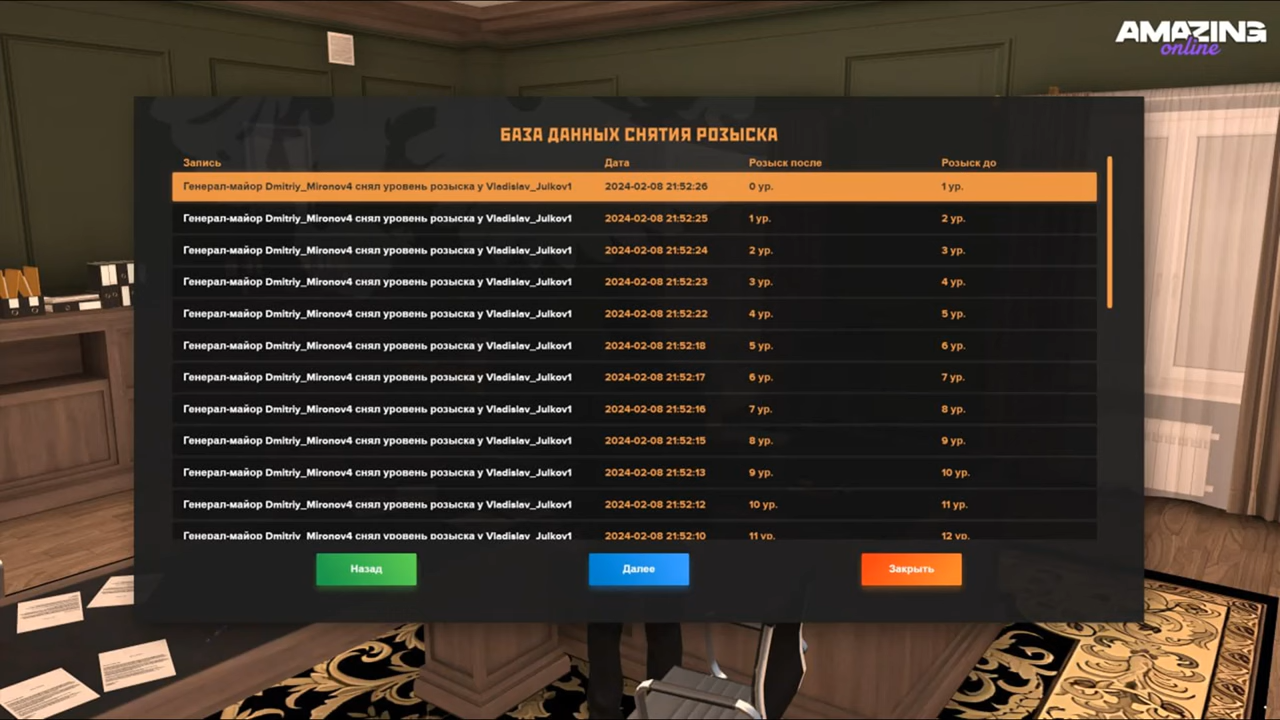 AMAZING
online
БАЗА ДАННЫХ СНЯТИЯ РОЗЫСКА
Запись Дата Розыск после Розыск до
Генерал-майор Dmitriy_Mironov4 снял уровень розыска у Vladislav_Julkov1 2024-02-08 21:52:26 0 ур. 1 ур.
Генерал-майор Dmitriy_Mironov4 снял уровень розыска у Vladislav_Julkov1 2024-02-08 21:52:25 1 ур. 2 ур.
Генерал-майор Dmitriy_Mironov4 снял уровень розыска у Vladislav_Julkov1 2024-02-08 21:52:24 2 ур. 3 ур.
Генерал-майор Dmitriy_Mironov4 снял уровень розыска у Vladislav_Julkov1 2024-02-08 21:52:23 3 ур. 4 ур.
Генерал-майор Dmitriy_Mironov4 снял уровень розыска у Vladislav_Julkov1 2024-02-08 21:52:22 4 ур. 5 ур.
Генерал-майор Dmitriy_Mironov4 снял уровень розыска у Vladislav_Julkov1 2024-02-08 21:52:18 5 ур. 6 ур.
Генерал-майор Dmitriy_Mironov4 снял уровень розыска у Vladislav_Julkov1 2024-02-08 21:52:17 6 ур. 7 ур.
Генерал-майор Dmitriy_Mironov4 снял уровень розыска у Vladislav_Julkov1 2024-02-08 21:52:16 7 ур. 8 ур.
Генерал-майор Dmitriy_Mironov4 снял уровень розыска у Vladislav_Julkov1 2024-02-08 21:52:15 8 ур. 9 ур.
Генерал-майор Dmitriy_Mironov4 снял уровень розыска у Vladislav_Julkov1 2024-02-08 21:52:13 9 ур. 10 ур.
Генерал-майор Dmitriy_Mironov4 снял уровень розыска у Vladislav_Julkov1 2024-02-08 21:52:12 10 ур. 11 ур.
Генерал-майор Dmitriy_Mironov4 снял уровень розыска у Vladislav_Julkov1 2024-02-08 21:52:10 11 ур. 12 ур.
Назад Далее Закрыть